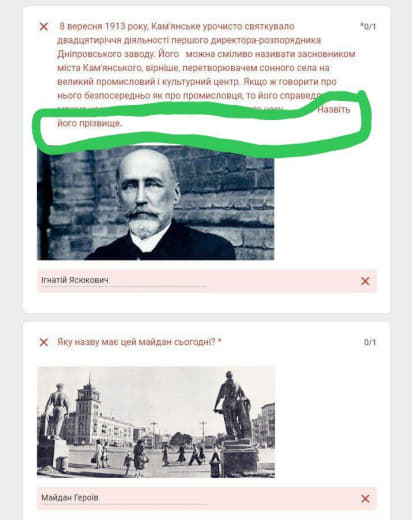 8 вересня 1913 року, Кам'янське урочисто святкувало
*0/1
двадцятиріччя діяльності першого директора-розпорядника
Дніпровського заводу. Його можна сміливо називати засновником
міста Кам'янського, вірніше, перетворювачем сонного села на
великий промисловий і культурний центр. Якщо ж говорити про
нього безпосередньо як про промисловця, то його справедл
Назвіть
його прізвище.
Ігнатій Ясюкович
Яку назву має цей майдан сьогодні? *
0/1
Майдан Героїв